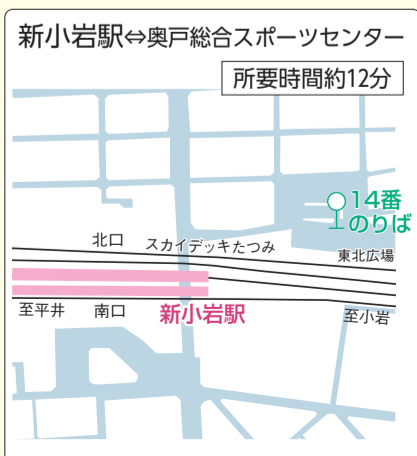 新小岩駅⇔奥戸総合スポーツセンター
所要時間約12分
14番
のりば
北口
スカイデッキたつみ
東北広場
至平井
南口
新小岩駅
至小岩